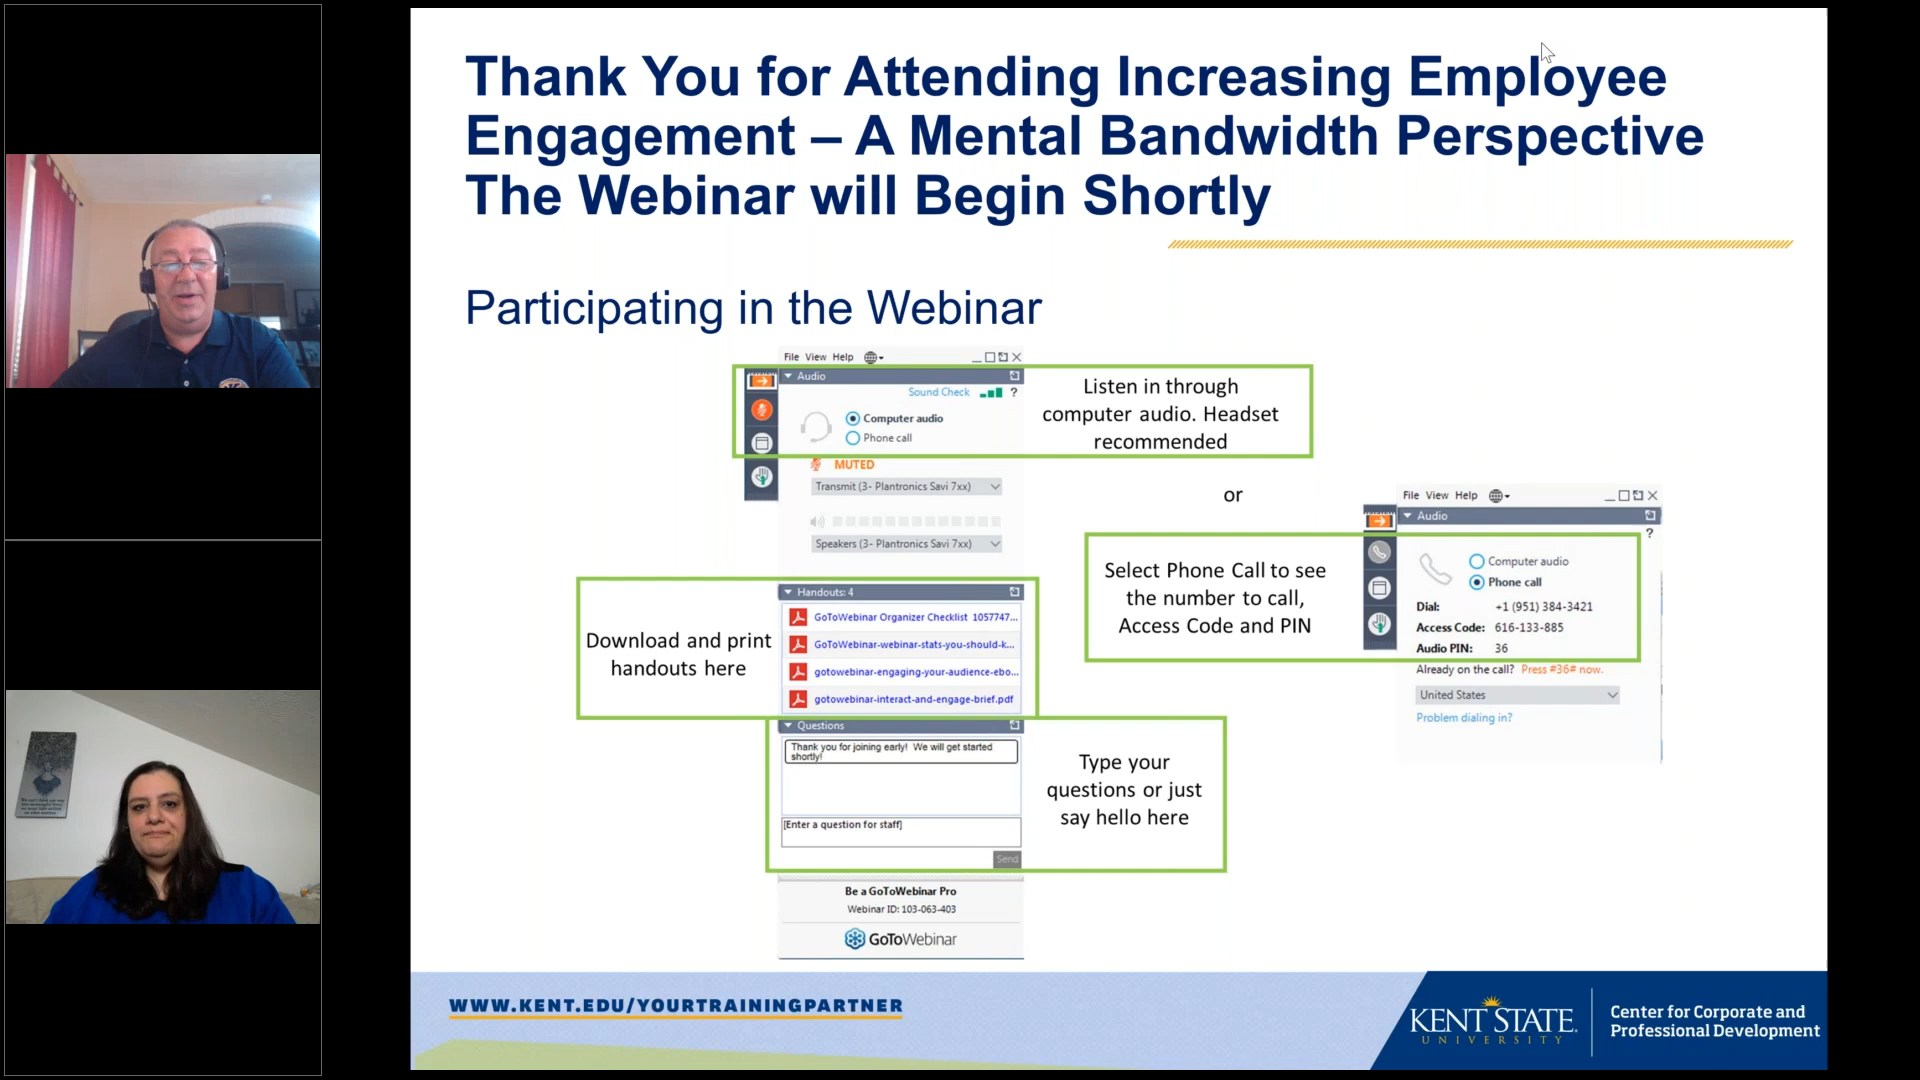 Thank You for Attending Increasing Employee
Engagement – A Mental Bandwidth Perspective
The Webinar will Begin Shortly
Participating in the Webinar
File View Help
Audio
Sound Check
?
Computer audio
Phone call
MUTED
Transmit (3- Plantronics Savi 7xx)
Speakers (3- Plantronics Savi 7xx)
Listen in through
computer audio. Headset
recommended
or
Select Phone Call to see
the number to call,
Access Code and PIN
File View Help
Audio
?
Computer audio
Phone call
Dial: +1 (951) 384-3421
Access Code: 616-133-885
Audio PIN: 36
Already on the call? Press #36# now.
United States
Problem dialing in?
Download and print
handouts here
Handouts: 4
GoToWebinar Organizer Checklist 1057747...
GoToWebinar-webinar-stats-you-should-k...
gotowebinar-engaging-your-audience-ebo...
gotowebinar-interact-and-engage-brief.pdf
Questions
Thank you for joining early! We will get started
shortly!
[Enter a question for staff]
Send
Type your
questions or just
say hello here
Be a GoToWebinar Pro
Webinar ID: 103-063-403
GoToWebinar
WWW.KENT.EDU/YOURTRAININGPARTNER
KENT STATE
UNIVERSITY
Center for Corporate and
Professional Development